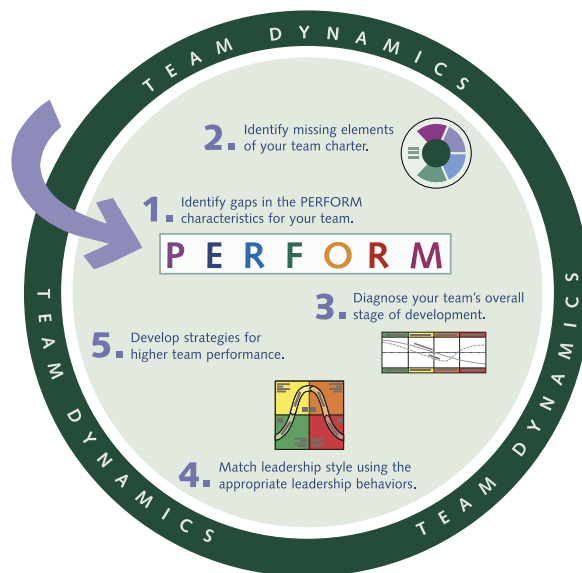 TEAM DYNAMICS
2. Identify missing elements
of your team charter.
1. Identify gaps in the PERFORM
characteristics for your team.
PERFORM
3. Diagnose your team's overall
stage of development.
5. Develop strategies for
higher team performance.
4. Match leadership style using the
appropriate leadership behaviors.
TEAM DYNAMICS
TEAM DYNAMICS